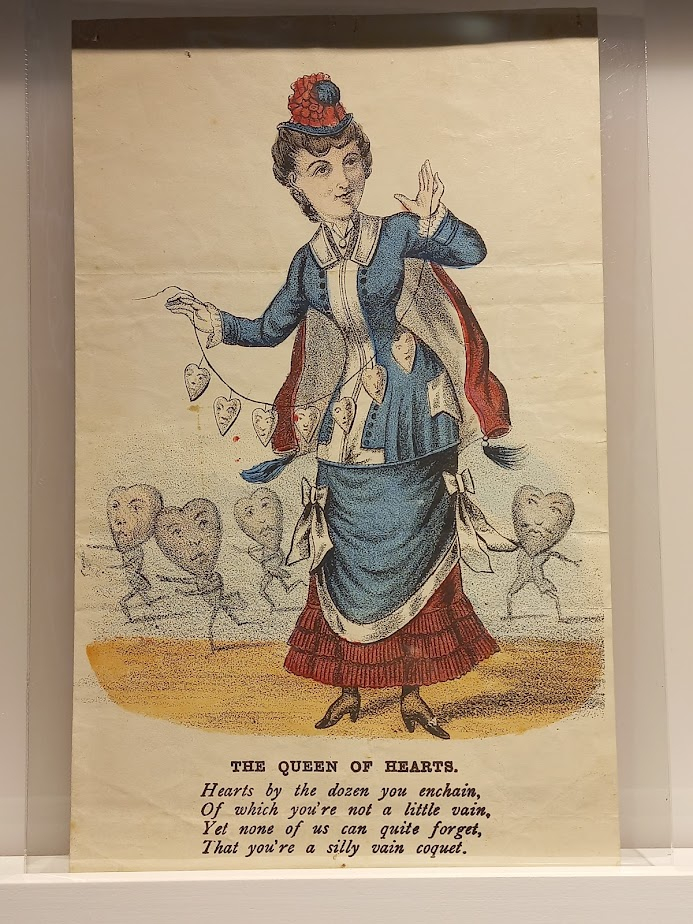 THE QUEEN OF HEARTS.
Hearts by the dozen you enchain,
Of which you're not a little vain,
Yet none of us can quite forget,
That you're a silly vain coquet.